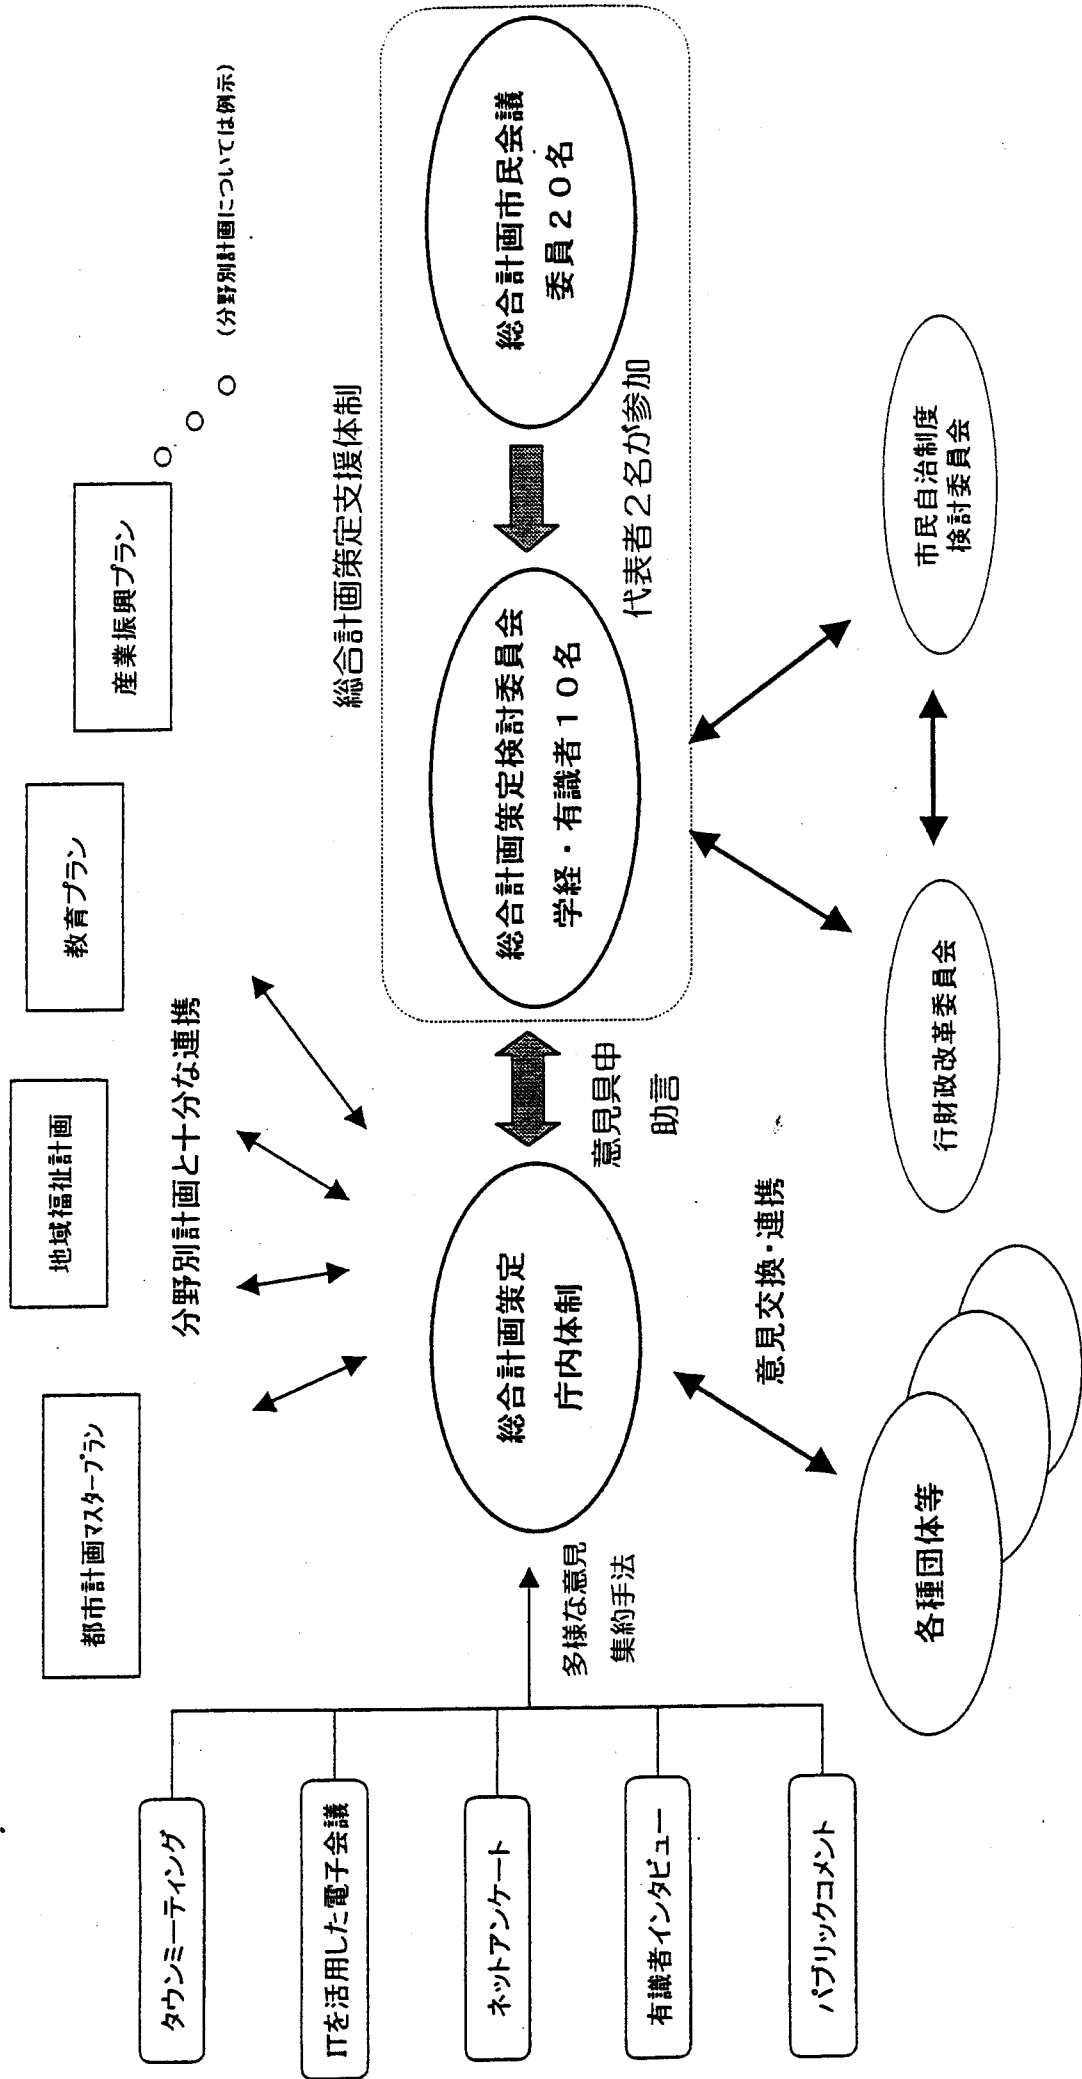 都市計画マスタープラン
地域福祉計画
教育プラン
産業振興プラン
(分野別計画については例示)
分野別計画と十分な連携
総合計画策定支援体制
タウンミーティング
ITを活用した電子会議
ネットアンケート
有識者インタビュー
パブリックコメント
多様な意見
集約手法
総合計画策定
庁内体制
意見具申
助言
総合計画策定検討委員会
学経・有識者10名
総合計画市民会議
委員20名
代表者2名が参加
意見交換・連携
各種団体等
行財政改革委員会
市民自治制度
検討委員会